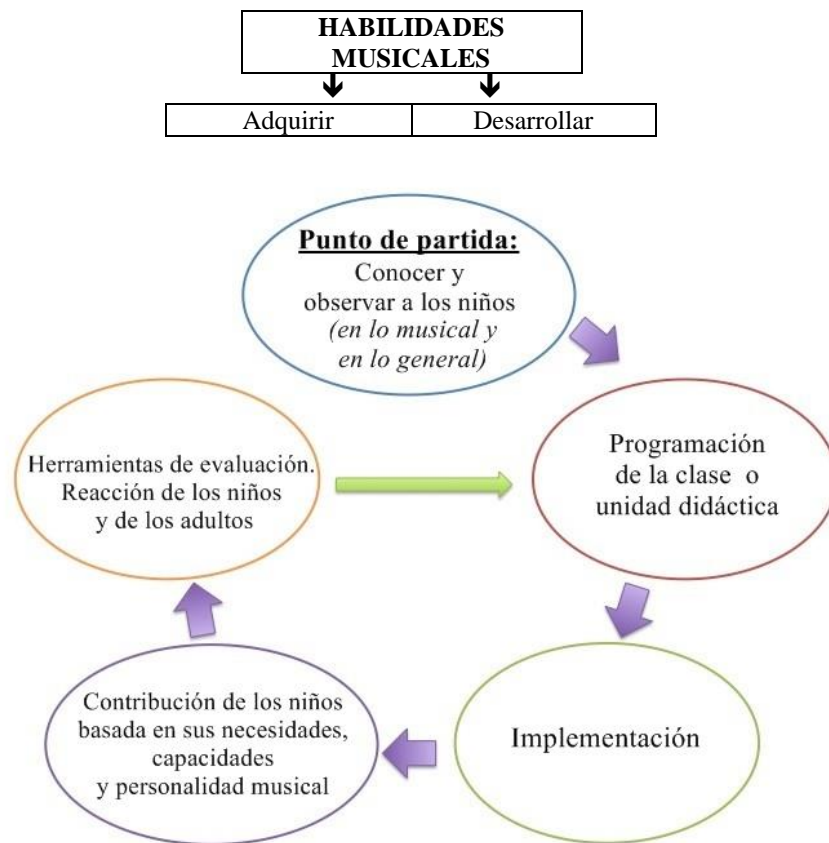 HABILIDADES
MUSICALES
Adquirir
Desarrollar
Punto de partida:
Conocer y
observar a los niños
(en lo musical y
en lo general)
Programación
de la clase o
unidad didáctica
Implementación
Contribución de los niños
basada en sus necesidades,
capacidades
y personalidad musical
Herramientas de evaluación.
Reacción de los niños
y de los adultos